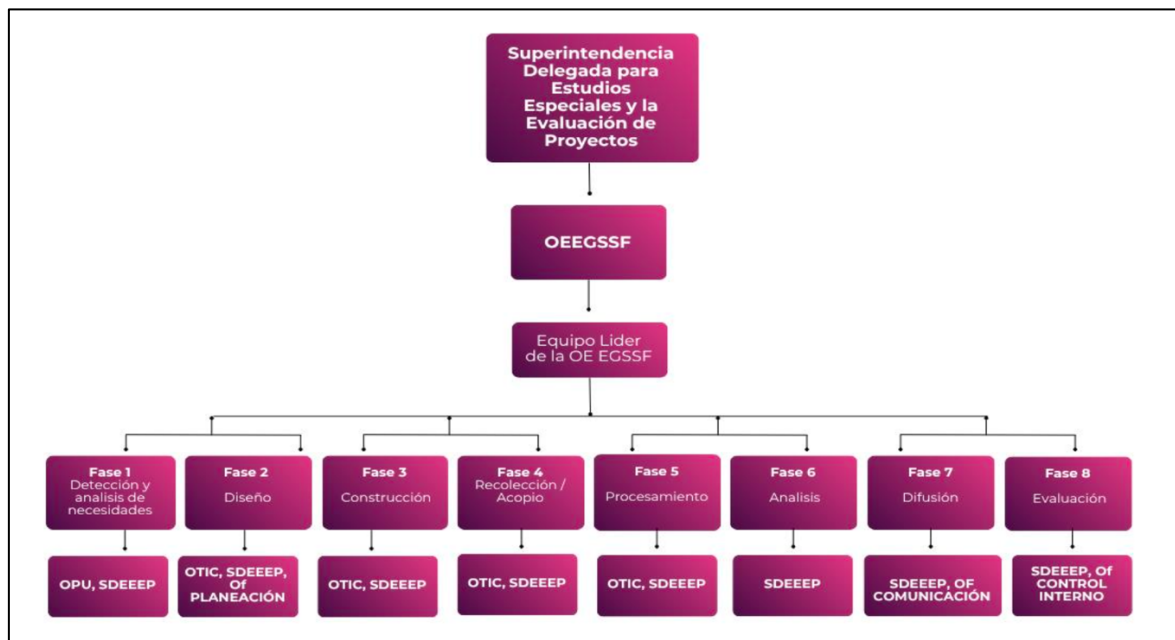 Superintendencia
Delegada para
Estudios
Especiales y la
Evaluación de
Proyectos
OEEGSSF
Equipo Lider
de la OE EGSSF
Fase 1
Detección y
analisis de
necesidades
Fase 2
Diseño
Fase 3
Construcción
Fase 4
Recolección /
Acopio
Fase 5
Procesamiento
Fase 6
Analisis
Fase 7
Difusión
Fase 8
Evaluación
OPU, SDEEEP
OTIC, SDEEEP,
Of
PLANEACIÓN
OTIC, SDEEEP
OTIC, SDEEEP
OTIC, SDEEEP
SDEEEP
SDEEEP, OF
COMUNICACIÓN
SDEEEP, Of
CONTROL
INTERNO